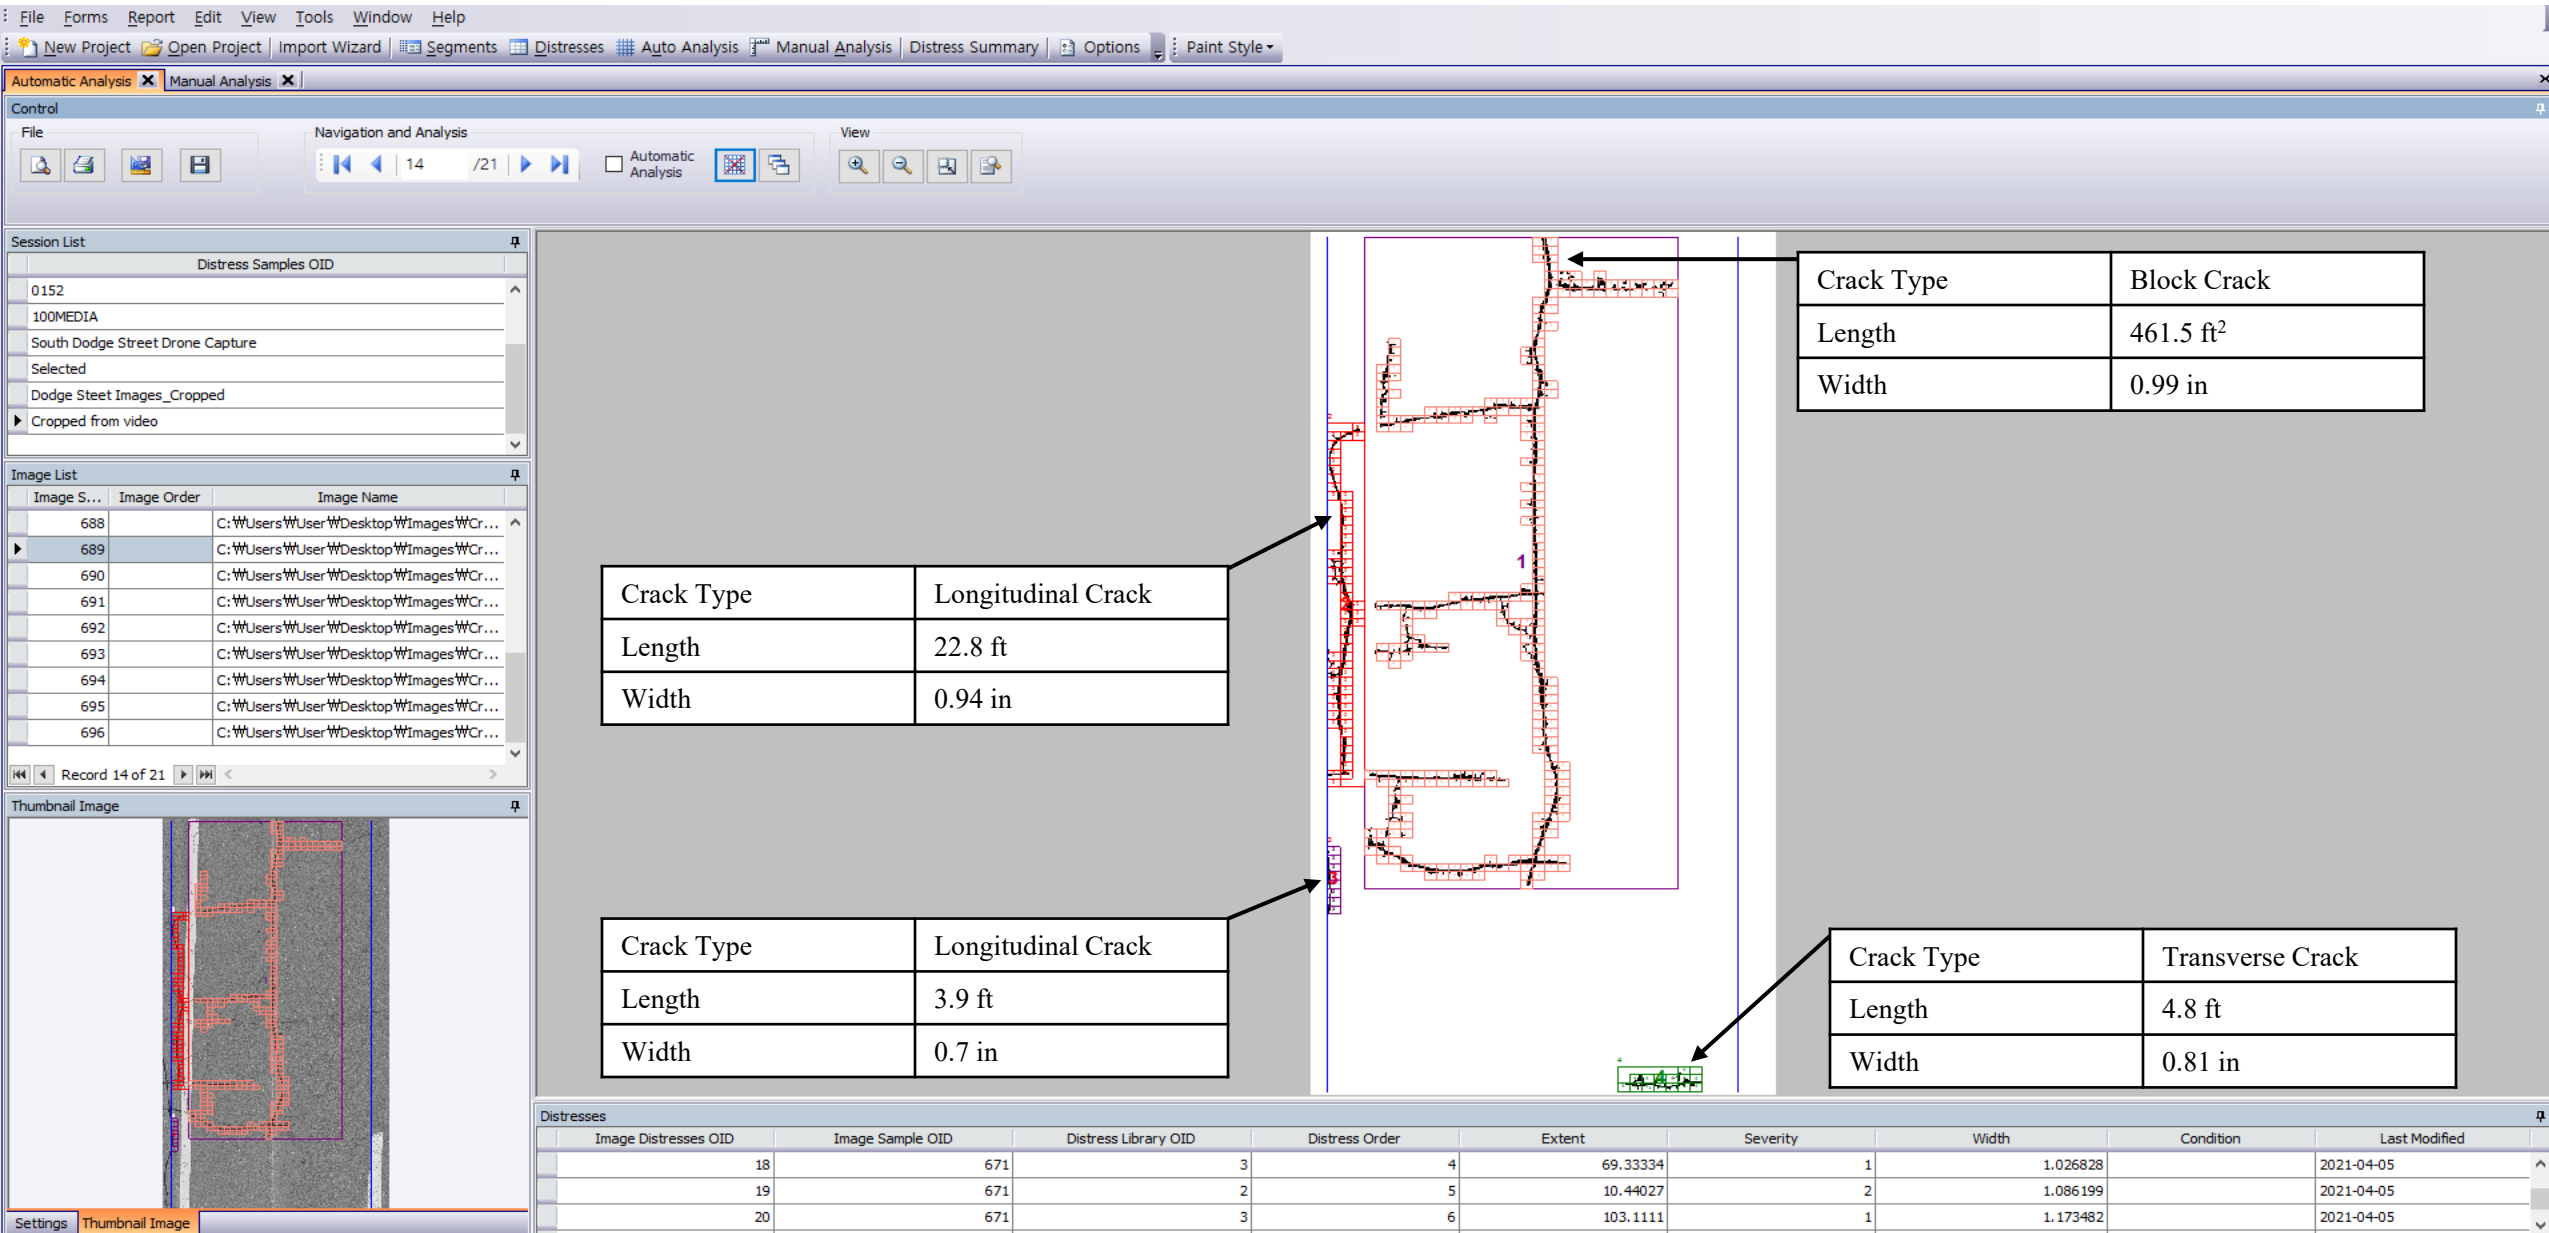 File Forms Report Edit View Tools Window Help
New Project Open Project Import Wizard Segments Distresses Auto Analysis Manual Analysis Distress Summary Options Paint Style
Automatic Analysis Manual Analysis
Control
File Navigation and Analysis View
14 /21 Automatic
Analysis
Session List
Distress Samples OID
0152
100MEDIA
South Dodge Street Drone Capture
Selected
Dodge Steet Images_Cropped
Cropped from video
Image List
Image S... Image Order Image Name
688 C:₩Users₩User₩Desktop₩Images₩Cr...
689 C:₩Users₩User₩Desktop₩Images₩Cr...
690 C:₩Users₩User₩Desktop₩Images₩Cr...
691 C:₩Users₩User₩Desktop₩Images₩Cr...
692 C:₩Users₩User₩Desktop₩Images₩Cr...
693 C:₩Users₩User₩Desktop₩Images₩Cr...
694 C:₩Users₩User₩Desktop₩Images₩Cr...
695 C:₩Users₩User₩Desktop₩Images₩Cr...
696 C:₩Users₩User₩Desktop₩Images₩Cr...
Record 14 of 21
Thumbnail Image
Settings Thumbnail Image
Crack Type Block Crack
Length 461.5 ft²
Width 0.99 in
1
Crack Type Longitudinal Crack
Length 22.8 ft
Width 0.94 in
3
Crack Type Longitudinal Crack
Length 3.9 ft
Width 0.7 in
Crack Type Transverse Crack
Length 4.8 ft
Width 0.81 in
4
4
Distresses
Image Distresses OID Image Sample OID Distress Library OID Distress Order Extent Severity Width Condition Last Modified
18 671 3 4 69.33334 1 1.026828 2021-04-05
19 671 2 5 10.44027 2 1.086199 2021-04-05
20 671 3 6 103.1111 1 1.173482 2021-04-05